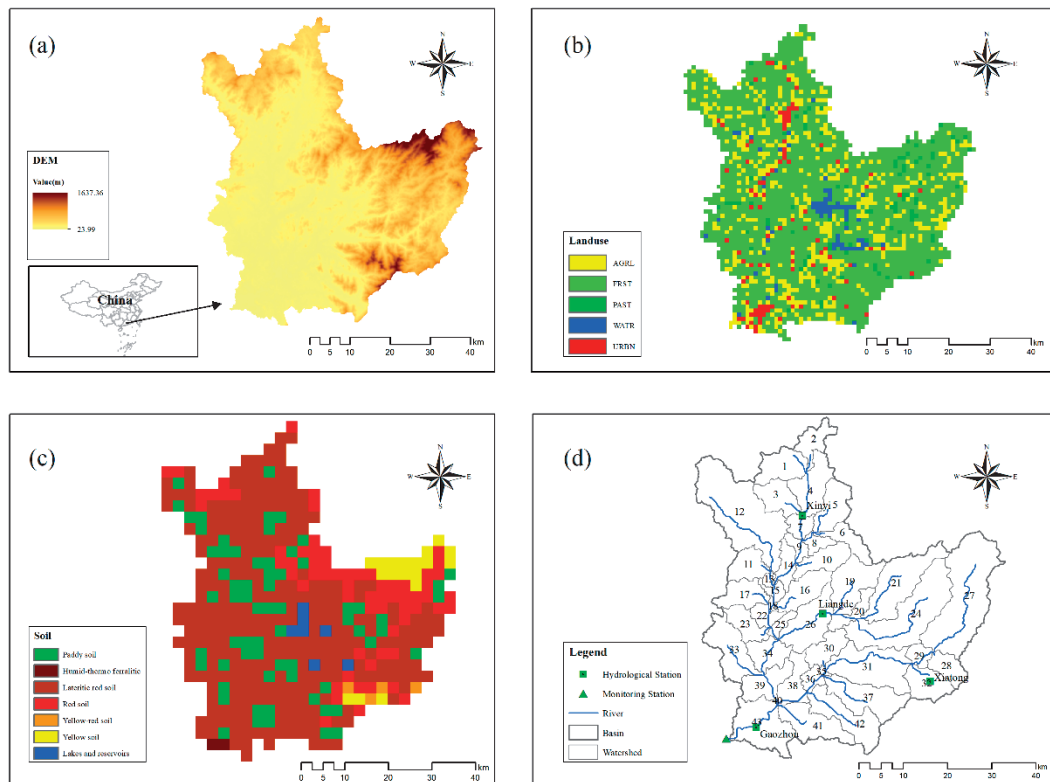 (a)
N
W E
S
DEM
Value(m)
1637.36
23.99
China
0 5 10 20 30 40 km
(b)
N
W E
S
Landuse
AGRL
FRST
PAST
WATR
URBN
0 5 10 20 30 40 km
(c)
N
W E
S
Soil
Paddy soil
Humid-thermo ferralitic
Lateritic red soil
Red soil
Yellow-red soil
Yellow soil
Lakes and reservoirs
0 5 10 20 30 40 km
(d)
N
W E
S
2
1
4
3
Xinyi 5
12
7
6
8
9
10
11
14
13
15
16
19
21
17
18
Liangde
20
27
22
24
23
25
26
33
30
29
34
31
28
Xiatong
39
38
36
37
40
41
42
43
Gaozhou
Legend
Hydrological Station
Monitoring Station
River
Basin
Watershed
0 5 10 20 30 40 km